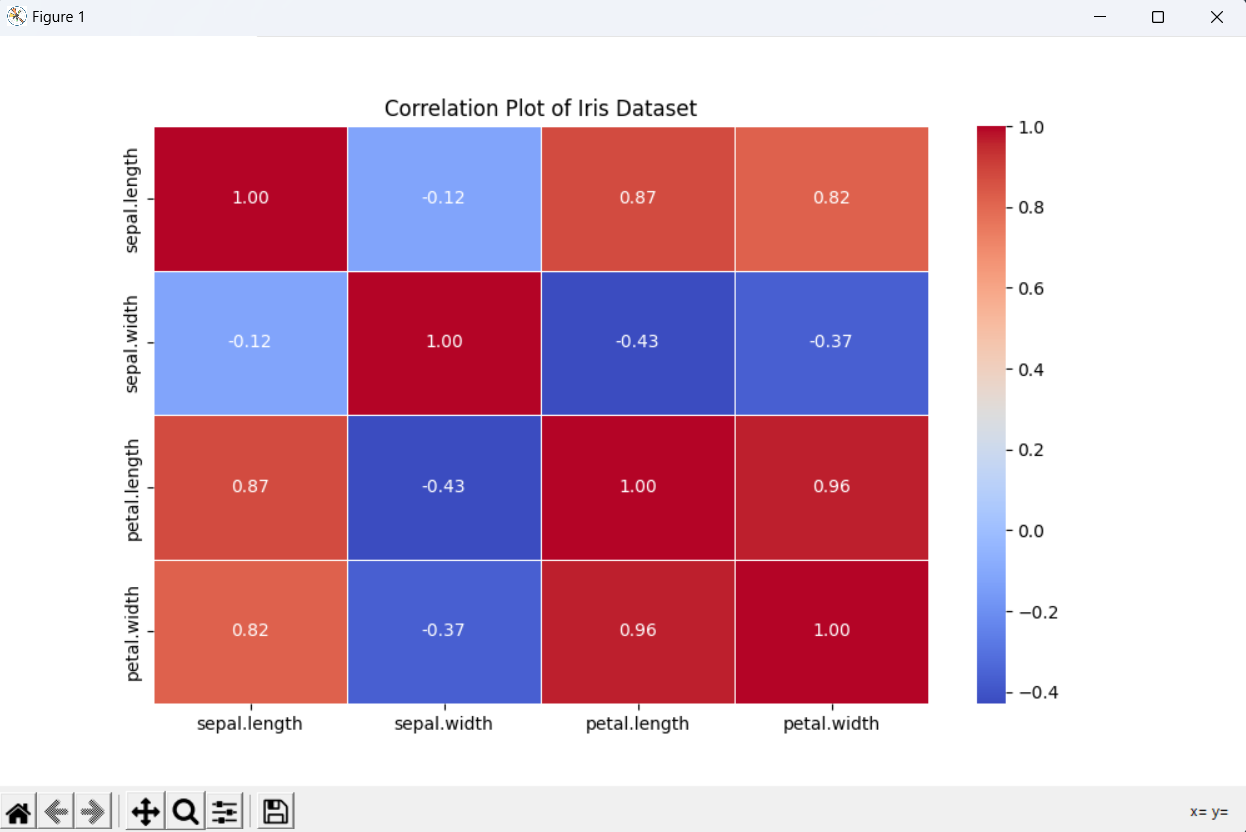 Figure 1
Correlation Plot of Iris Dataset
sepal.length 1.00 -0.12 0.87 0.82
sepal.width -0.12 1.00 -0.43 -0.37
petal.length 0.87 -0.43 1.00 0.96
petal.width 0.82 -0.37 0.96 1.00
sepal.length sepal.width petal.length petal.width
1.0
0.8
0.6
0.4
0.2
0.0
−0.2
−0.4
x= y=